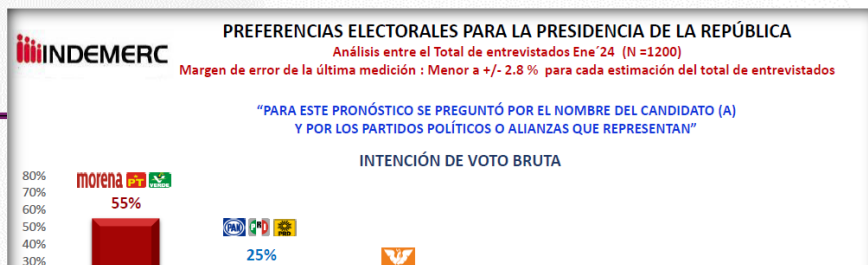 INDEMERC
PREFERENCIAS ELECTORALES PARA LA PRESIDENCIA DE LA REPÚBLICA
Análisis entre el Total de entrevistados Ene´24 (N =1200)
Margen de error de la última medición : Menor a +/- 2.8 % para cada estimación del total de entrevistados
“PARA ESTE PRONÓSTICO SE PREGUNTÓ POR EL NOMBRE DEL CANDIDATO (A)
Y POR LOS PARTIDOS POLÍTICOS O ALIANZAS QUE REPRESENTAN”
INTENCIÓN DE VOTO BRUTA
80%
70%
60%
50%
40%
30%
morena PT VERDE
55%
PAN PRD
25%